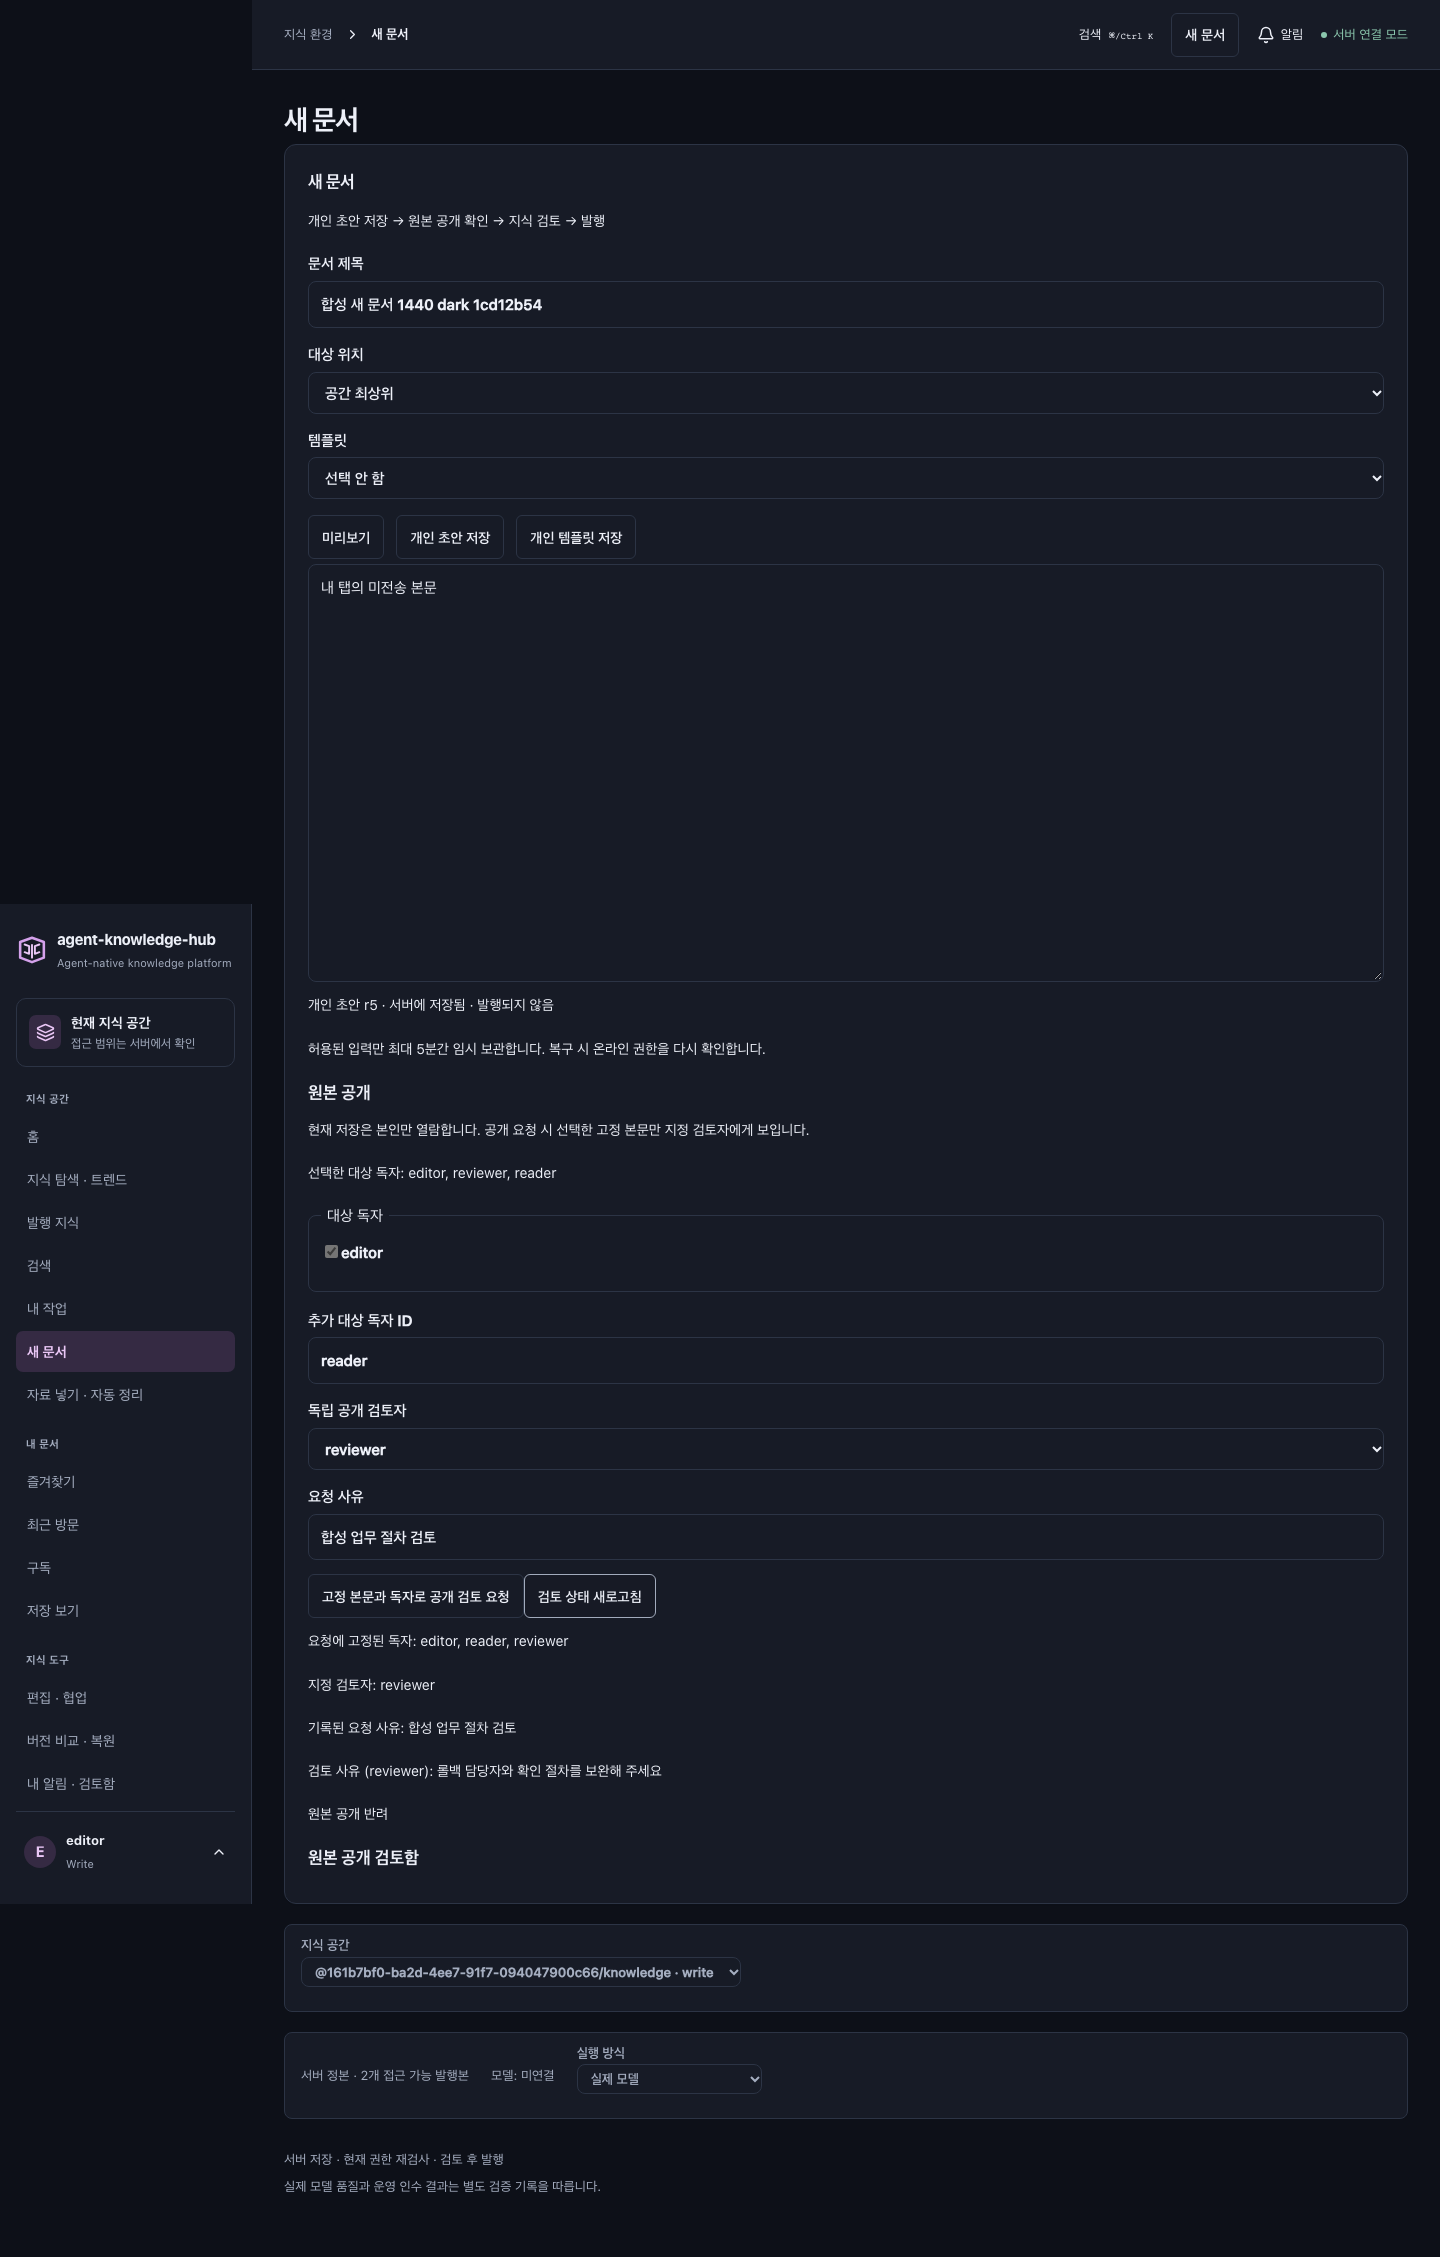 지식 환경 > 새 문서
검색 ⌘/Ctrl K
새 문서
알림
서버 연결 모드
새 문서
새 문서
개인 초안 저장 → 원본 공개 확인 → 지식 검토 → 발행
문서 제목
합성 새 문서 1440 dark 1cd12b54
대상 위치
공간 최상위
템플릿
선택 안 함
미리보기
개인 초안 저장
개인 템플릿 저장
내 탭의 미전송 본문
개인 초안 r5 · 서버에 저장됨 · 발행되지 않음
허용된 입력만 최대 5분간 임시 보관합니다. 복구 시 온라인 권한을 다시 확인합니다.
원본 공개
현재 저장은 본인만 열람합니다. 공개 요청 시 선택한 고정 본문만 지정 검토자에게 보입니다.
선택한 대상 독자: editor, reviewer, reader
대상 독자
editor
추가 대상 독자 ID
reader
독립 공개 검토자
reviewer
요청 사유
합성 업무 절차 검토
고정 본문과 독자로 공개 검토 요청
검토 상태 새로고침
요청에 고정된 독자: editor, reader, reviewer
지정 검토자: reviewer
기록된 요청 사유: 합성 업무 절차 검토
검토 사유 (reviewer): 롤백 담당자와 확인 절차를 보완해 주세요
원본 공개 반려
원본 공개 검토함
agent-knowledge-hub
Agent-native knowledge platform
현재 지식 공간
접근 범위는 서버에서 확인
지식 공간
홈
지식 탐색 · 트렌드
발행 지식
검색
내 작업
새 문서
자료 넣기 · 자동 정리
내 문서
즐겨찾기
최근 방문
구독
저장 보기
지식 도구
편집 · 협업
버전 비교 · 복원
내 알림 · 검토함
E
editor
Write
지식 공간
@161b7bf0-ba2d-4ee7-91f7-094047900c66/knowledge · write
서버 정본 · 2개 접근 가능 발행본
모델: 미연결
실행 방식
실제 모델
서버 저장 · 현재 권한 재검사 · 검토 후 발행
실제 모델 품질과 운영 인수 결과는 별도 검증 기록을 따릅니다.